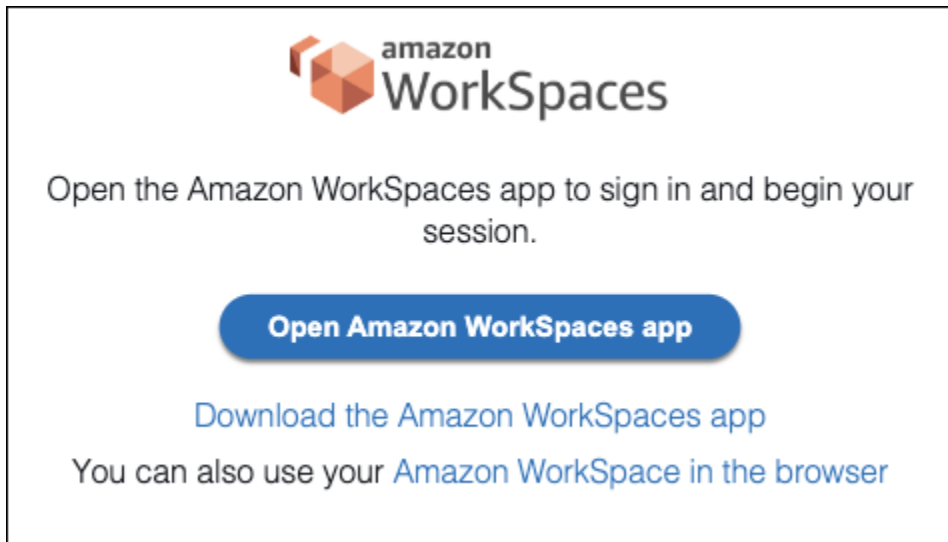 amazon
WorkSpaces
Open the Amazon WorkSpaces app to sign in and begin your
session.
Open Amazon WorkSpaces app
Download the Amazon WorkSpaces app
You can also use your Amazon WorkSpace in the browser